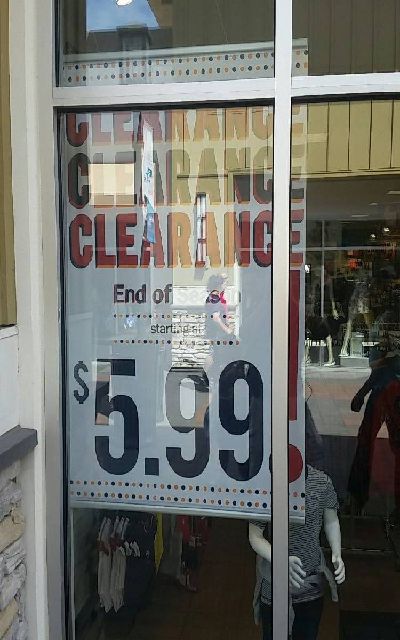 CLEARANCE
CLEARANCE
CLEARANCE
End of Season
starting at
$5.99!